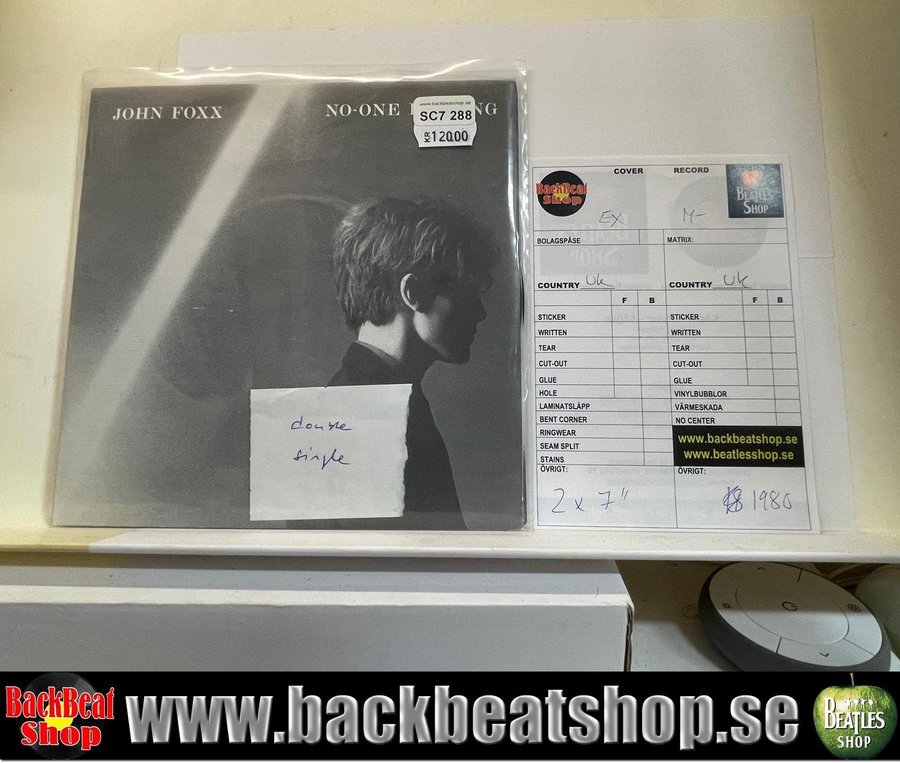 JOHN FOXX
NO-ONE
www.backbeatshop.se
SC7 288
KR 120.00
double
single
COVER RECORD
BackBeat Shop
BEATLES SHOP
EX M-
BOLAGSPÅSE MATRIX:
COUNTRY UK COUNTRY UK
F B F B
STICKER STICKER
WRITTEN WRITTEN
TEAR TEAR
CUT-OUT CUT-OUT
GLUE GLUE
HOLE VINYLBUBBLOR
LAMINATSLÄPP VÄRMESKADA
BENT CORNER NO CENTER
RINGWEAR
SEAM SPLIT
STAINS
www.backbeatshop.se
www.beatlesshop.se
ÖVRIGT: ÖVRIGT:
2 x 7" 1980
BackBeat Shop
www.backbeatshop.se
BEATLES SHOP